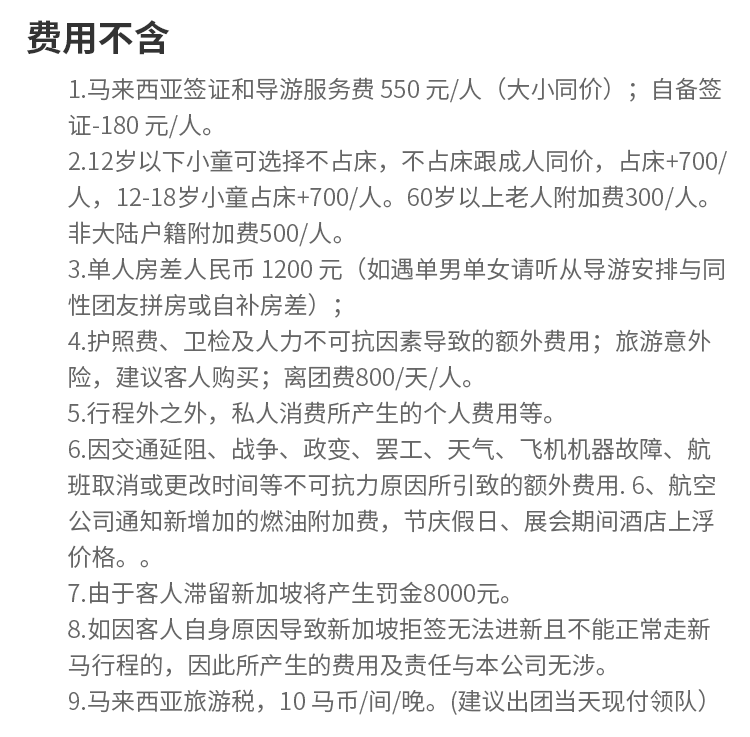 费用不含
1.马来西亚签证和导游服务费 550 元/人（大小同价）；自备签
证-180 元/人。
2.12岁以下小童可选择不占床，不占床跟成人同价，占床+700/
人，12-18岁小童占床+700/人。60岁以上老人附加费300/人。
非大陆户籍附加费500/人。
3.单人房差人民币 1200 元（如遇单男单女请听从导游安排与同
性团友拼房或自补房差）；
4.护照费、卫检及人力不可抗因素导致的额外费用；旅游意外
险，建议客人购买；离团费800/天/人。
5.行程外之外，私人消费所产生的个人费用等。
6.因交通延阻、战争、政变、罢工、天气、飞机机器故障、航
班取消或更改时间等不可抗力原因所引致的额外费用. 6、航空
公司通知新增加的燃油附加费，节庆假日、展会期间酒店上浮
价格。。
7.由于客人滞留新加坡将产生罚金8000元。
8.如因客人自身原因导致新加坡拒签无法进新且不能正常走新
马行程的，因此所产生的费用及责任与本公司无涉。
9.马来西亚旅游税，10 马币/间/晚。(建议出团当天现付领队）